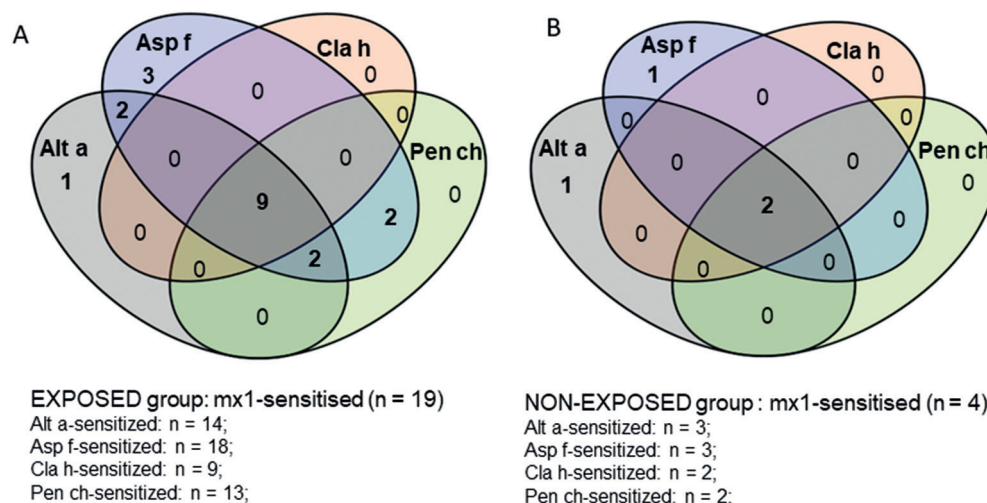 A
B
Asp f
Cla h
3
0
0
2
0
Alt a
Pen ch
1
0
0
0
9
0
2
0
2
0
Asp f
Cla h
1
0
0
0
0
Alt a
Pen ch
1
0
0
0
2
0
0
0
0
0
EXPOSED group: mx1-sensitised (n = 19)
Alt a-sensitized: n = 14;
Asp f-sensitized: n = 18;
Cla h-sensitized: n = 9;
Pen ch-sensitized: n = 13;
NON-EXPOSED group : mx1-sensitised (n = 4)
Alt a-sensitized: n = 3;
Asp f-sensitized: n = 3;
Cla h-sensitized: n = 2;
Pen ch-sensitized: n = 2;